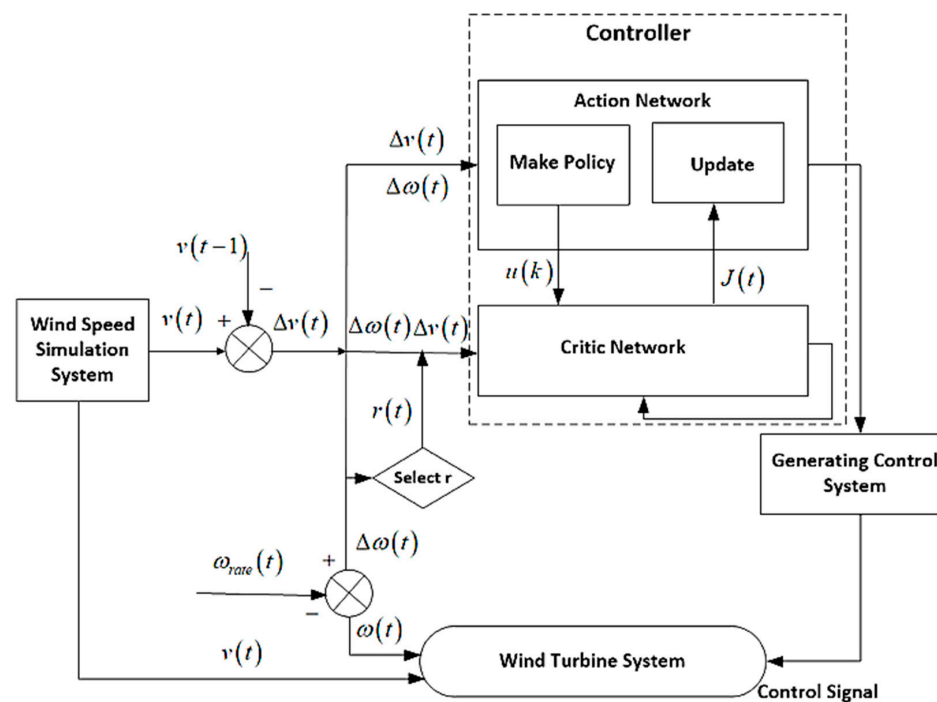 Controller
Action Network
Make Policy
Update
Δv(t)
Δω(t)
v(t−1)
−
u(k)
J(t)
Wind Speed
Simulation
System
v(t)
+
Δv(t)
Δω(t)Δv(t)
Critic Network
r(t)
Select r
Generating Control
System
Δω(t)
+
ω_rate(t)
−
ω(t)
v(t)
Wind Turbine System
Control Signal